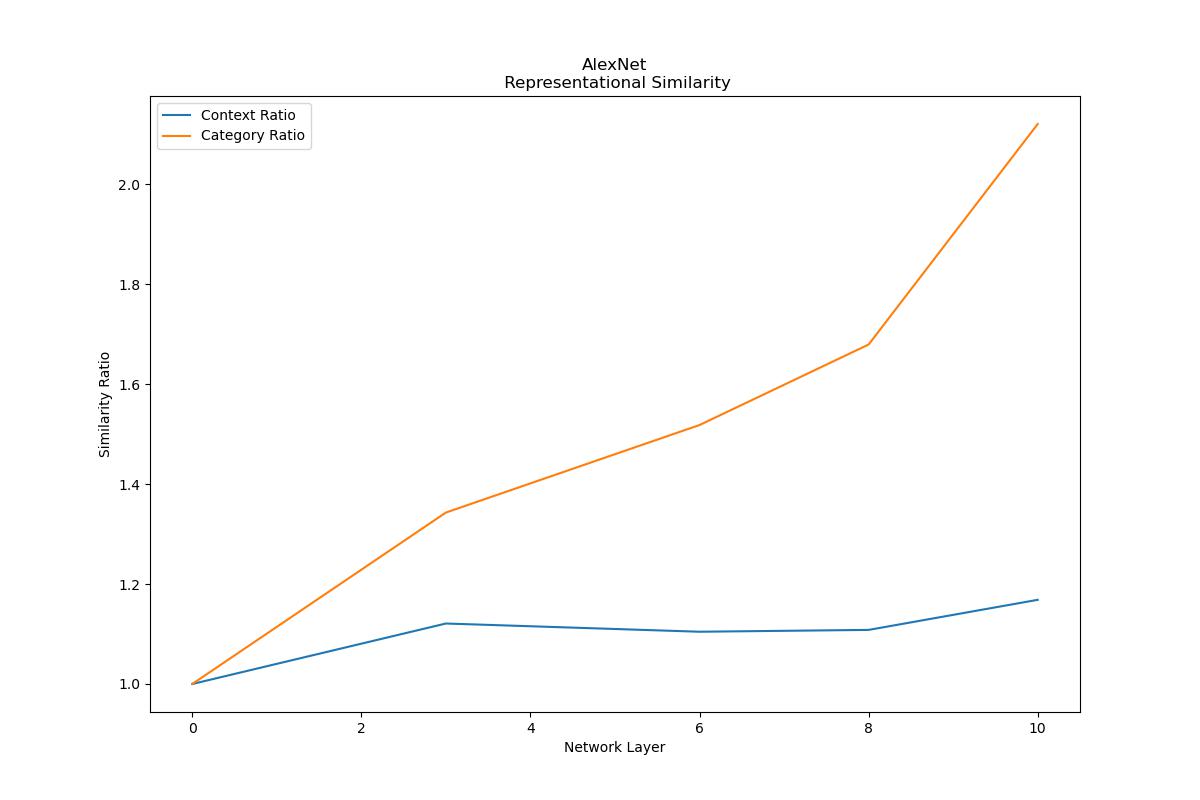 AlexNet
Representational Similarity
Context Ratio
Category Ratio
Similarity Ratio
2.0
1.8
1.6
1.4
1.2
1.0
0 2 4 6 8 10
Network Layer